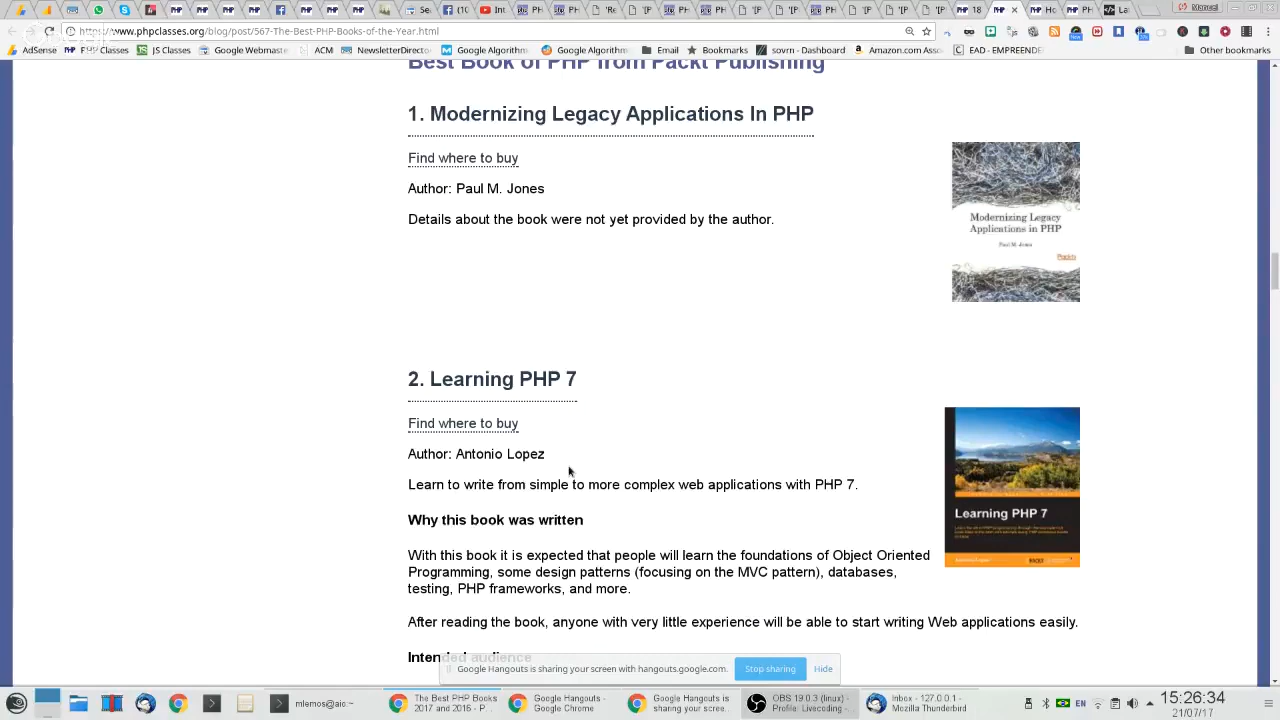 https://www.phpclasses.org/blog/post/567-The-Best-PHP-Books-of-the-Year.html
AdSense
PHP Classes
JS Classes
Google Webmaste
ACM
NewsletterDirecto
Google Algorithm
Google Algorithm
Email
Bookmarks
sovrn - Dashboard
Amazon.com Asso
EAD - EMPREENDE
Other bookmarks
Best Book of PHP from Packt Publishing
1. Modernizing Legacy Applications In PHP
Find where to buy
Author: Paul M. Jones
Details about the book were not yet provided by the author.
Modernizing Legacy
Applications in PHP
Paul M. Jones
2. Learning PHP 7
Find where to buy
Author: Antonio Lopez
Learn to write from simple to more complex web applications with PHP 7.
Learning PHP 7
Why this book was written
With this book it is expected that people will learn the foundations of Object Oriented
Programming, some design patterns (focusing on the MVC pattern), databases,
testing, PHP frameworks, and more.
After reading the book, anyone with very little experience will be able to start writing Web applications easily.
Intended audience
Google Hangouts is sharing your screen with hangouts.google.com.
Stop sharing
Hide
mlemos@aic:~
The Best PHP Book of
2017 and 2016 - P
Google Hangouts -
Google Chrome
Google Hangouts is
sharing your scree.
OBS 19.0.3 (linux) -
Profile: Livecoding -
Inbox - 127.0.0.1 -
Mozilla Thunderbird
EN
15:26:34
21/07/17